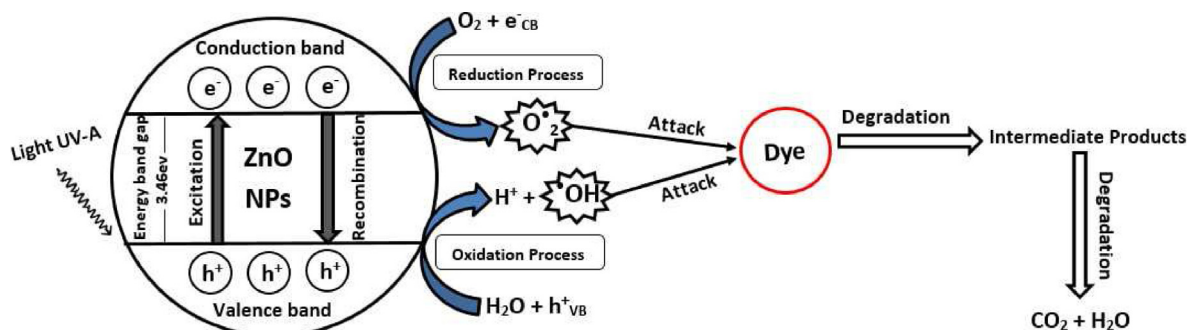 Conduction band
e⁻ e⁻ e⁻
Light UV-A
Energy band gap
3.46ev
Excitation
ZnO
NPs
Recombination
h⁺ h⁺ h⁺
Valence band
O₂ + e⁻CB
Reduction Process
O•₂
H⁺ + •OH
Oxidation Process
H₂O + h⁺VB
Attack
Attack
Dye
Degradation
Intermediate Products
Degradation
CO₂ + H₂O